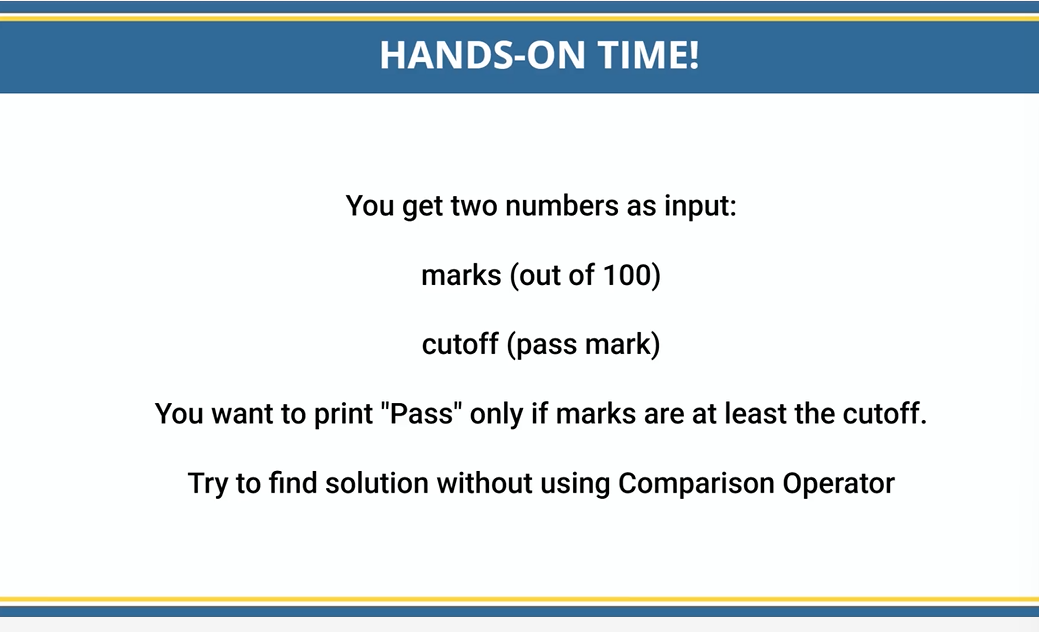 HANDS-ON TIME!
You get two numbers as input:
marks (out of 100)
cutoff (pass mark)
You want to print "Pass" only if marks are at least the cutoff.
Try to find solution without using Comparison Operator